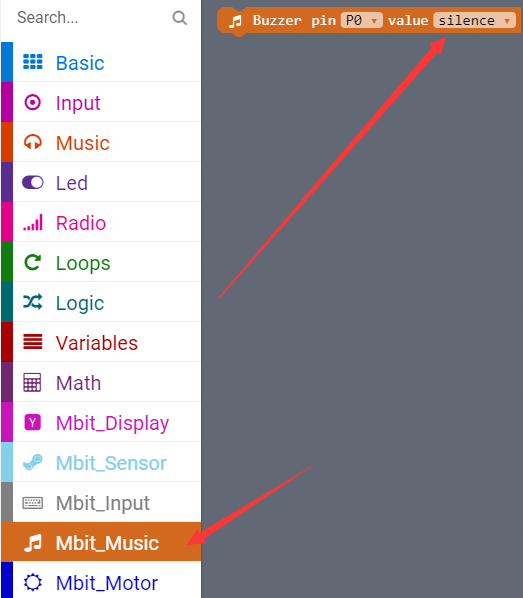 Search...
Buzzer pin P0 value silence
Basic
Input
Music
Led
Radio
Loops
Logic
Variables
Math
Y Mbit_Display
Mbit_Sensor
Mbit_Input
Mbit_Music
Mbit_Motor